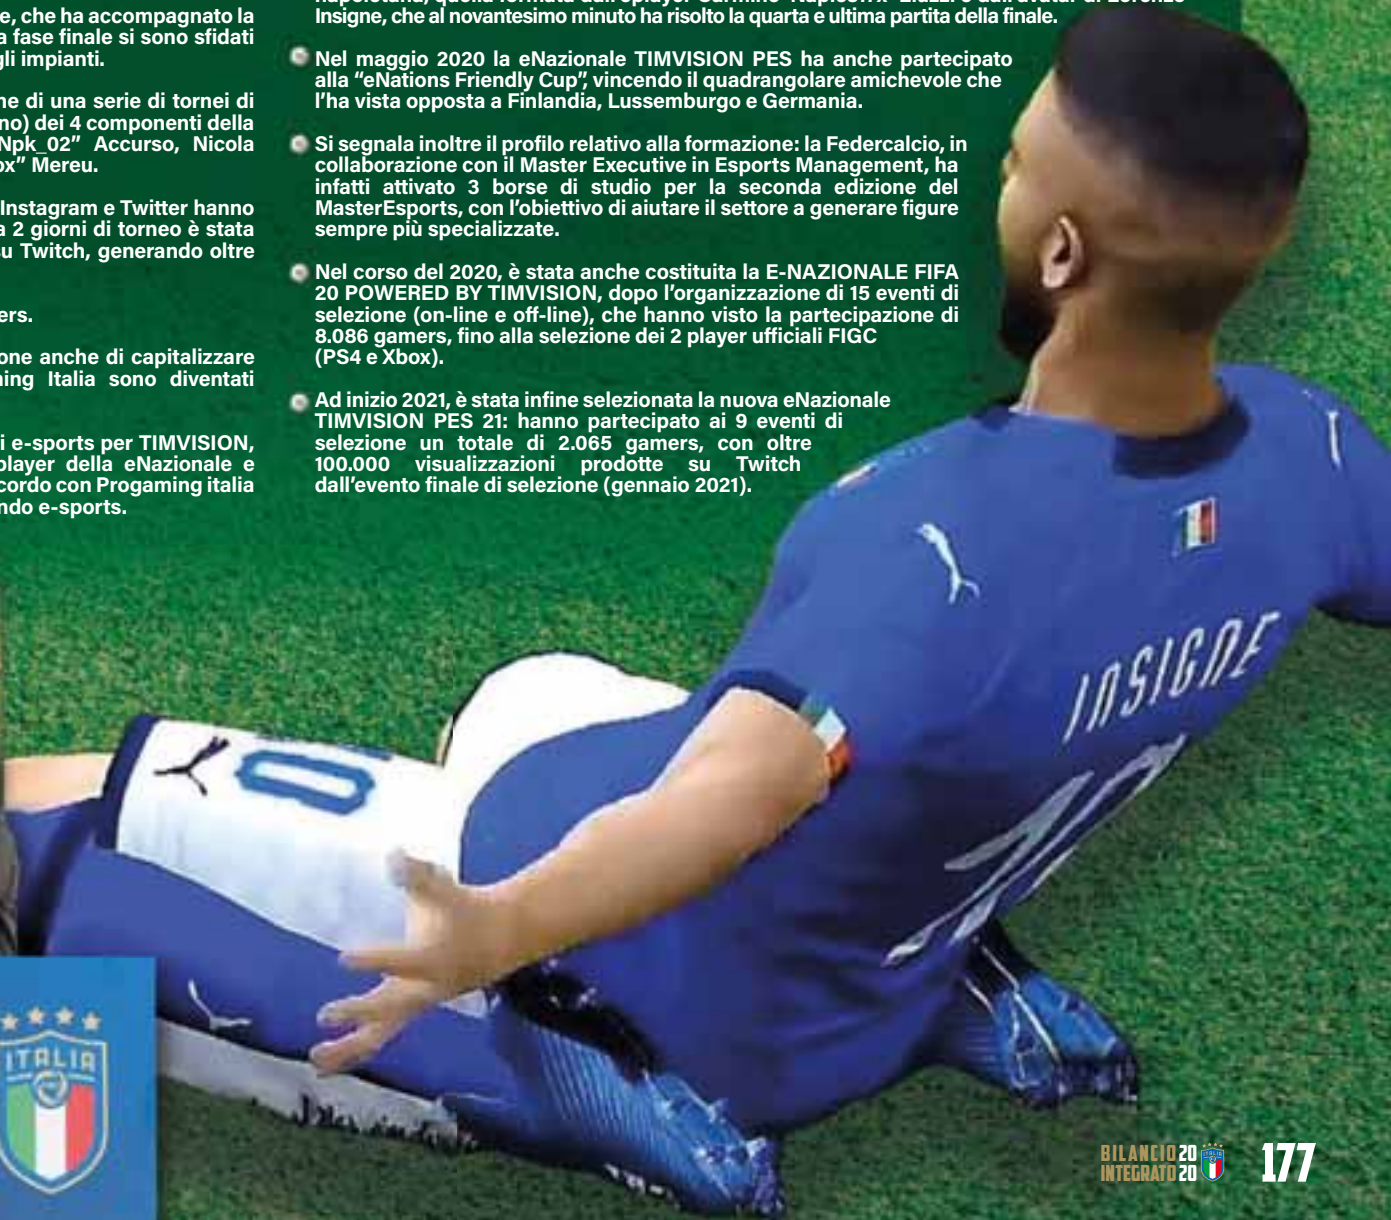 e, che ha accompagnato la
a fase finale si sono sfidati
gli impianti.
ne di una serie di tornei di
no) dei 4 componenti della
Npk_02” Accurso, Nicola
ox” Mereu.
Instagram e Twitter hanno
a 2 giorni di torneo è stata
su Twitch, generando oltre
ers.
one anche di capitalizzare
ning Italia sono diventati
i e-sports per TIMVISION,
player della eNazionale e
ccordo con Progaming italia
ndo e-sports.
Insigne, che al novantesimo minuto ha risolto la quarta e ultima partita della finale.
Nel maggio 2020 la eNazionale TIMVISION PES ha anche partecipato
alla “eNations Friendly Cup”, vincendo il quadrangolare amichevole che
l’ha vista opposta a Finlandia, Lussemburgo e Germania.
Si segnala inoltre il profilo relativo alla formazione: la Federcalcio, in
collaborazione con il Master Executive in Esports Management, ha
infatti attivato 3 borse di studio per la seconda edizione del
MasterEsports, con l’obiettivo di aiutare il settore a generare figure
sempre più specializzate.
Nel corso del 2020, è stata anche costituita la E-NAZIONALE FIFA
20 POWERED BY TIMVISION, dopo l’organizzazione di 15 eventi di
selezione (on-line e off-line), che hanno visto la partecipazione di
8.086 gamers, fino alla selezione dei 2 player ufficiali FIGC
(PS4 e Xbox).
Ad inizio 2021, è stata infine selezionata la nuova eNazionale
TIMVISION PES 21: hanno partecipato ai 9 eventi di
selezione un totale di 2.065 gamers, con oltre
100.000 visualizzazioni prodotte su Twitch
dall’evento finale di selezione (gennaio 2021).
INSIGNE
10
ITALIA
BILANCIO 20
INTEGRATO 20
177